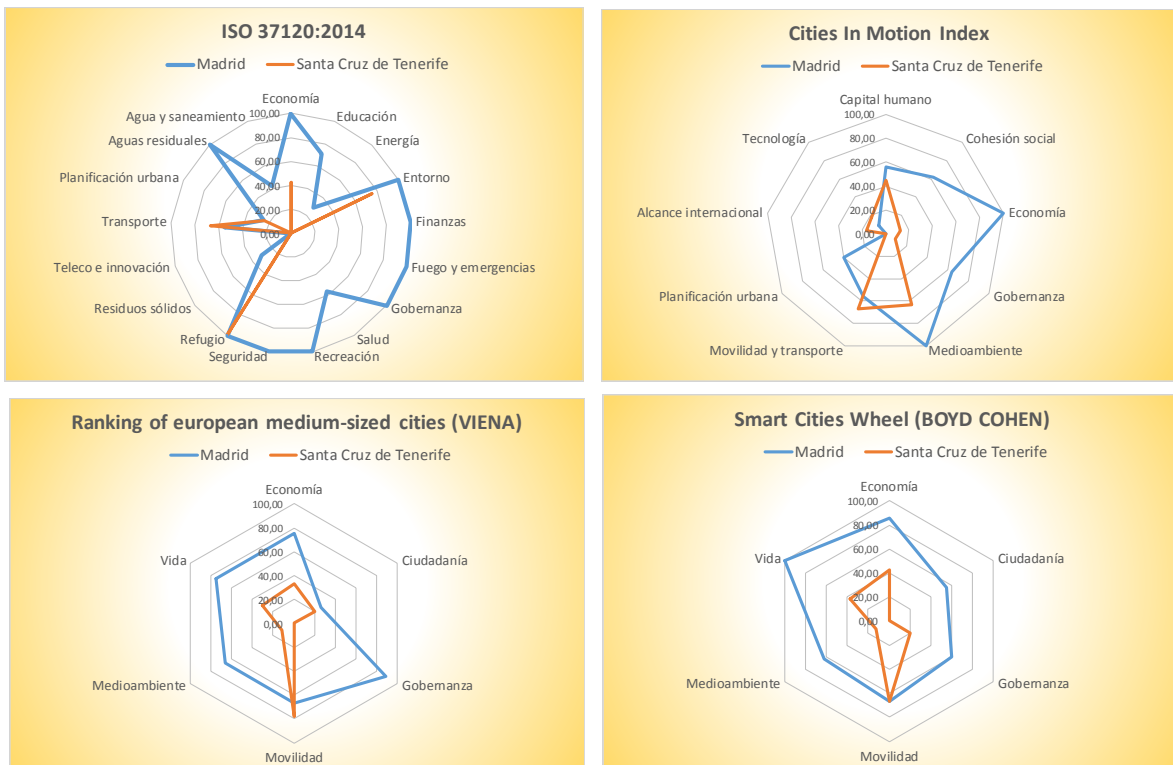 ISO 37120:2014
Madrid
Santa Cruz de Tenerife
Economía
Educación
Energía
Entorno
Finanzas
Fuego y emergencias
Gobernanza
Salud
Recreación
Seguridad
Refugio
Residuos sólidos
Teleco e innovación
Transporte
Planificación urbana
Aguas residuales
Agua y saneamiento
100,00
80,00
60,00
40,00
20,00
0,00
Cities In Motion Index
Madrid
Santa Cruz de Tenerife
Capital humano
Cohesión social
Economía
Gobernanza
Medioambiente
Movilidad y transporte
Planificación urbana
Alcance internacional
Tecnología
100,00
80,00
60,00
40,00
20,00
0,00
Ranking of european medium-sized cities (VIENA)
Madrid
Santa Cruz de Tenerife
Economía
Ciudadanía
Gobernanza
Movilidad
Medioambiente
Vida
100,00
80,00
60,00
40,00
20,00
0,00
Smart Cities Wheel (BOYD COHEN)
Madrid
Santa Cruz de Tenerife
Economía
Ciudadanía
Gobernanza
Movilidad
Medioambiente
Vida
100,00
80,00
60,00
40,00
20,00
0,00